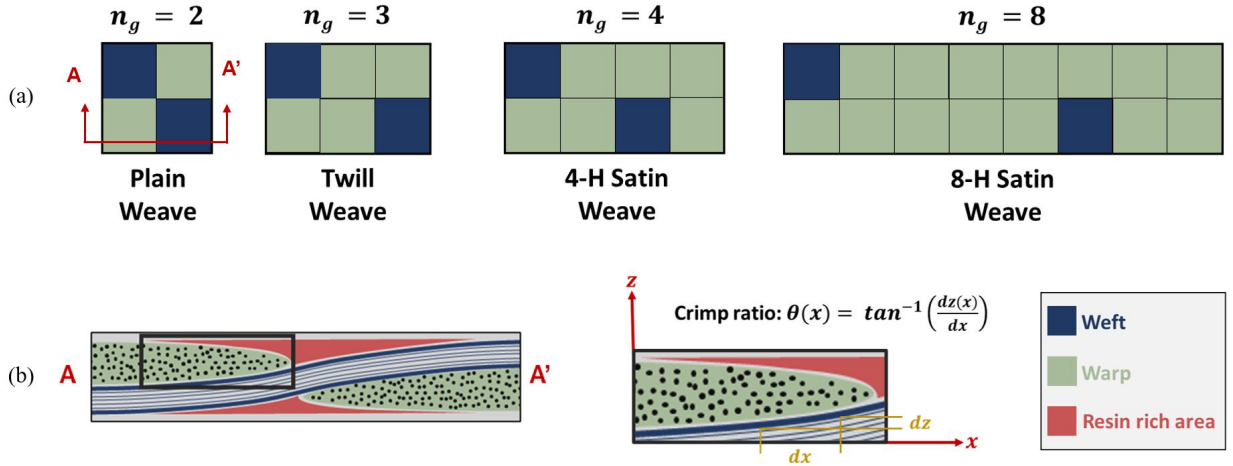 n_g = 2
n_g = 3
n_g = 4
n_g = 8
(a)
A
A'
Plain
Weave
Twill
Weave
4-H Satin
Weave
8-H Satin
Weave
(b)
A
A'
z
Crimp ratio: θ(x) = tan⁻¹(dz(x)/dx)
dz
dx
x
Weft
Warp
Resin rich area